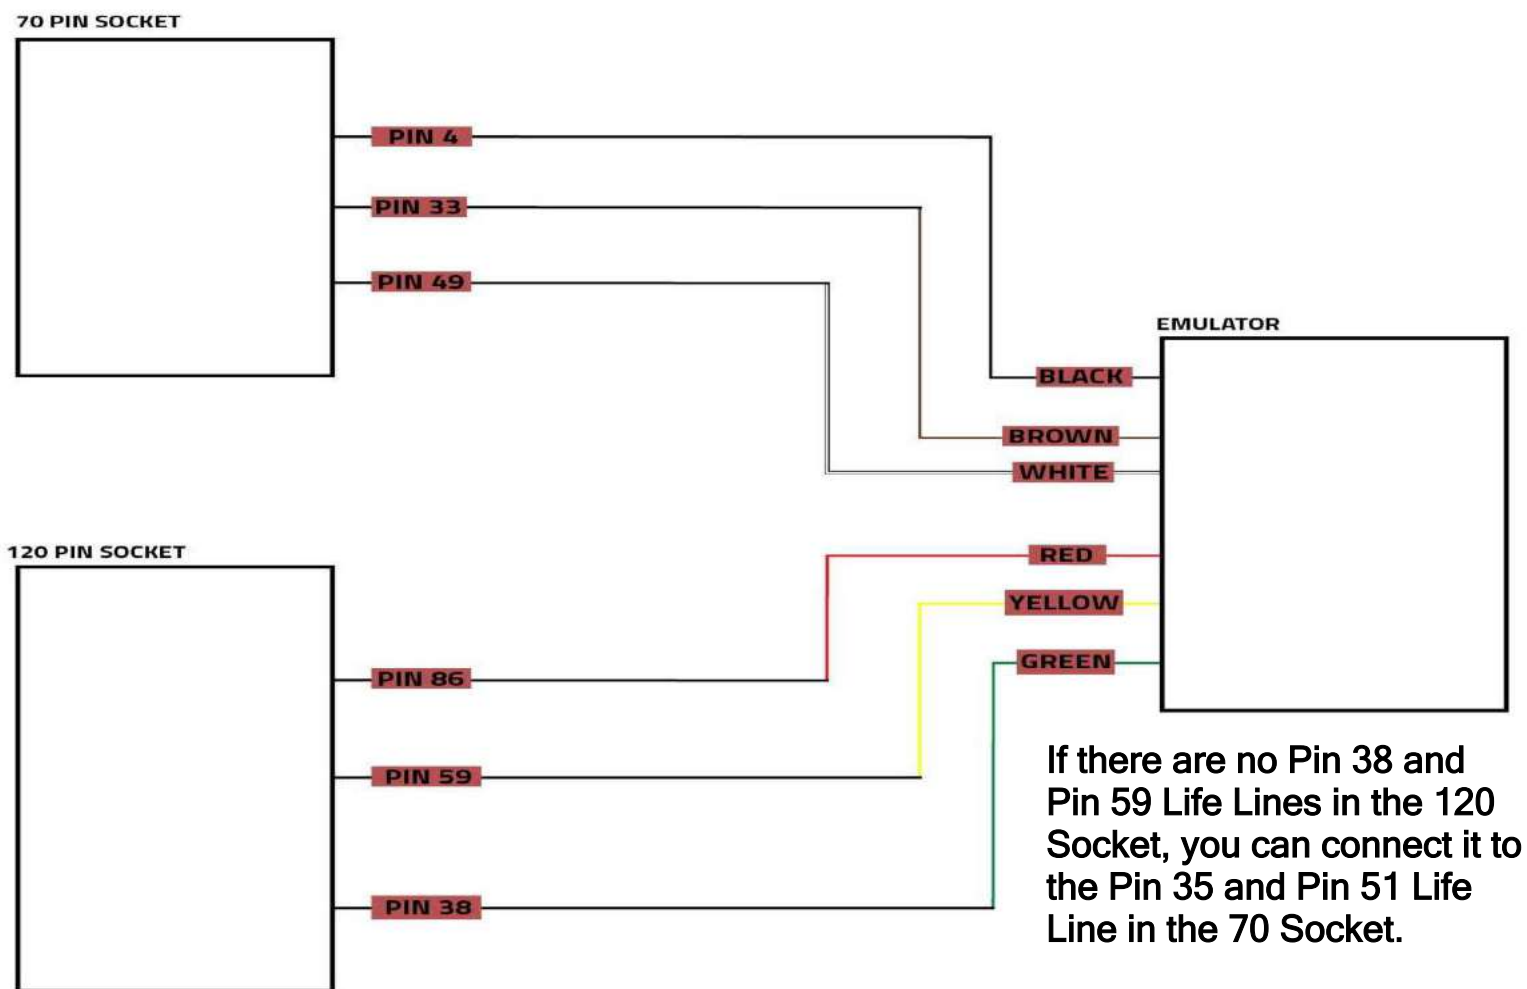 70 PIN SOCKET
PIN 4
PIN 33
PIN 49
EMULATOR
BLACK
BROWN
WHITE
120 PIN SOCKET
RED
YELLOW
GREEN
PIN 86
PIN 59
PIN 38
If there are no Pin 38 and
Pin 59 Life Lines in the 120
Socket, you can connect it to
the Pin 35 and Pin 51 Life
Line in the 70 Socket.